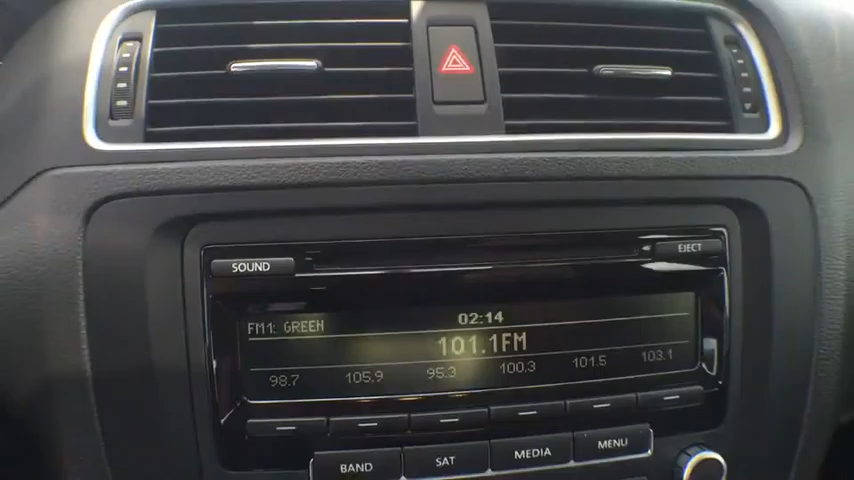 SOUND
EJECT
02:14
FM1: GREEN
101.1FM
98.7 105.9 95.3 100.3 101.5 103.1
BAND SAT MEDIA MENU